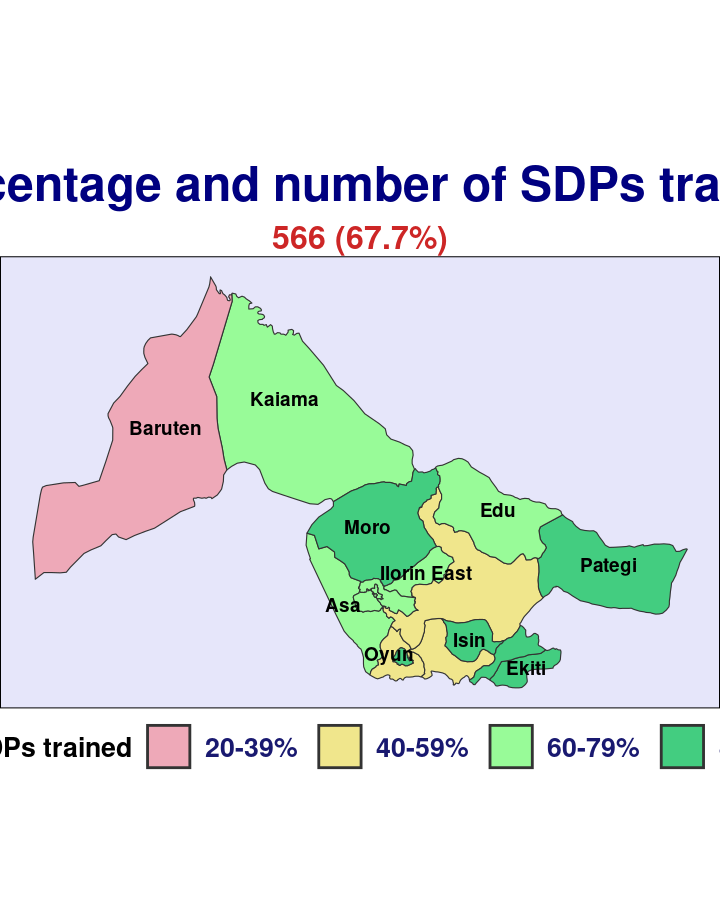 centage and number of SDPs tra
566 (67.7%)
Kaiama
Baruten
Edu
Moro
Pategi
Ilorin East
Asa
Isin
Oyun
Ekiti
DPs trained 20-39% 40-59% 60-79%